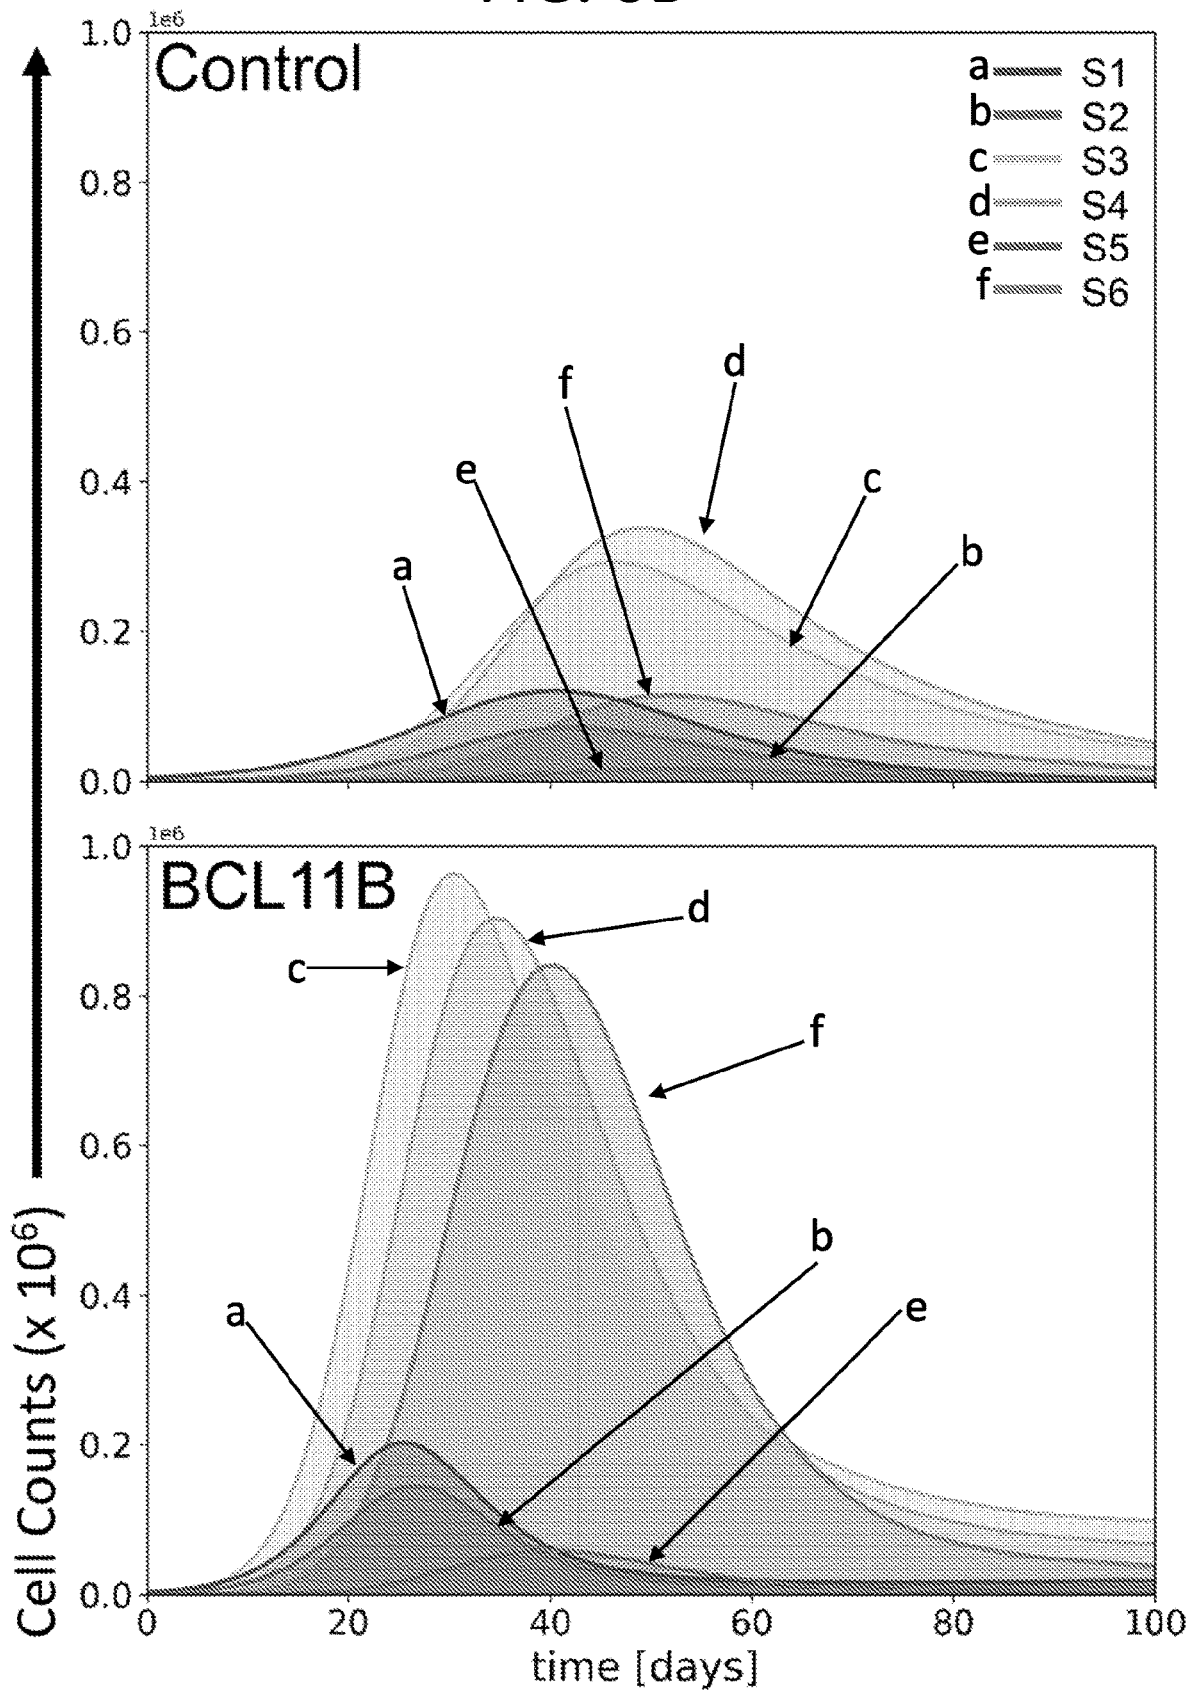 1e6
1.0
Control
a S1
b S2
c S3
d S4
e S5
f S6
0.8
0.6
0.4
0.2
0.0
d
f
e
c
b
a
1e6
1.0
BCL11B
0.8
0.6
0.4
0.2
0.0
d
c
f
b
a
e
0 20 40 60 80 100
time [days]
Cell Counts (x 10⁶)